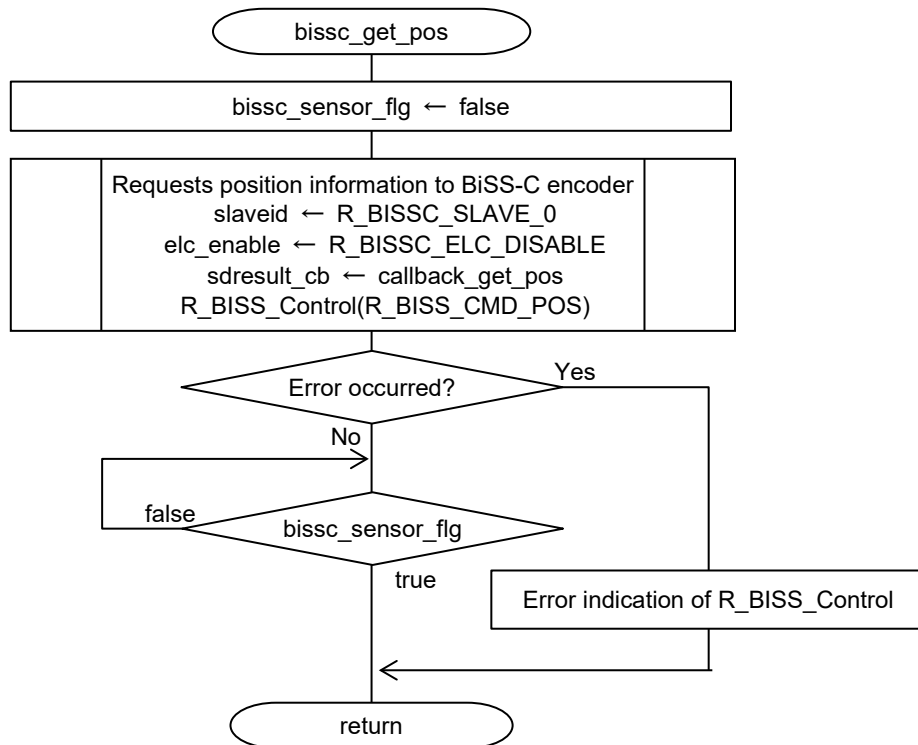 bissc_get_pos
bissc_sensor_flg ← false
Requests position information to BiSS-C encoder
slaveid ← R_BISSC_SLAVE_0
elc_enable ← R_BISSC_ELC_DISABLE
sdresult_cb ← callback_get_pos
R_BISS_Control(R_BISS_CMD_POS)
Error occurred?
Yes
No
false
bissc_sensor_flg
true
Error indication of R_BISS_Control
return